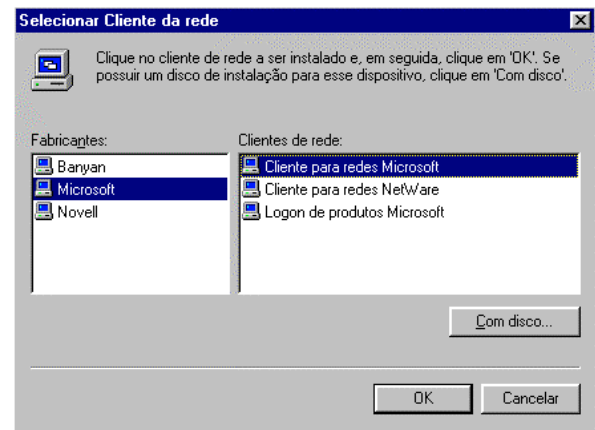 Selecionar Cliente da rede
Clique no cliente de rede a ser instalado e, em seguida, clique em 'OK'. Se
possuir um disco de instalação para esse dispositivo, clique em 'Com disco'.
Fabricantes:
Banyan
Microsoft
Novell
Clientes de rede:
Cliente para redes Microsoft
Cliente para redes NetWare
Logon de produtos Microsoft
Com disco...
OK
Cancelar